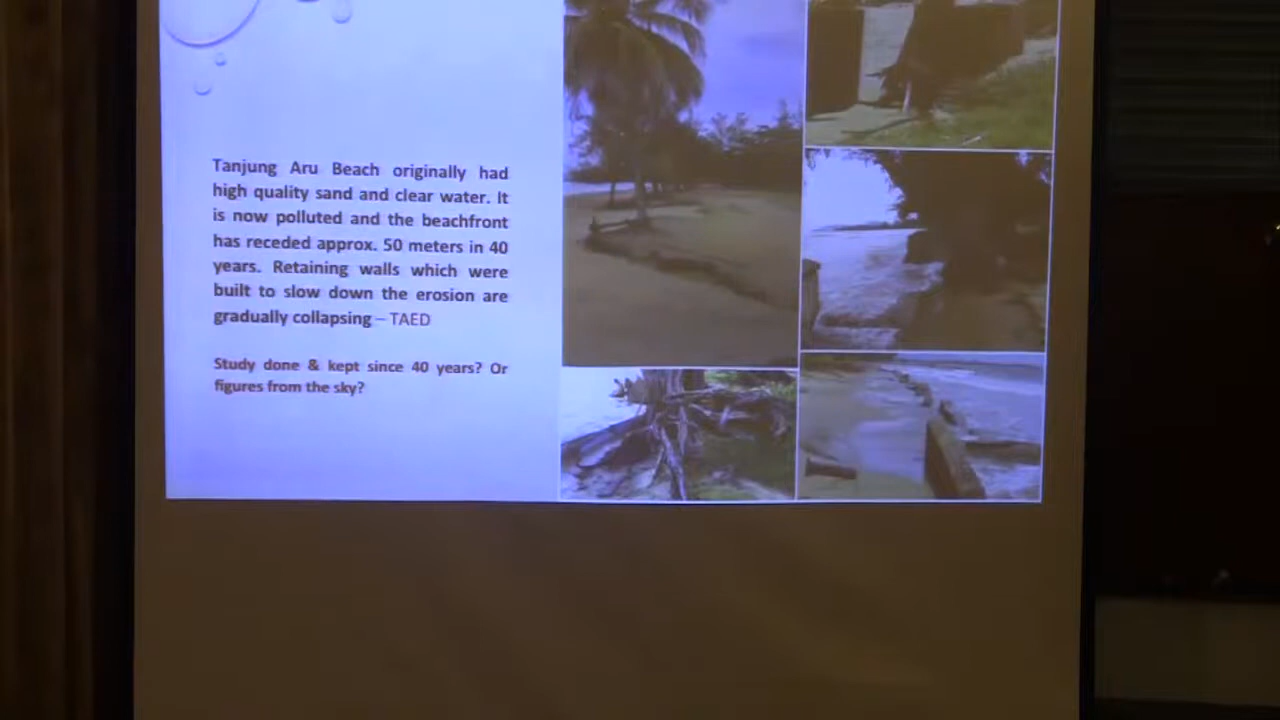 Tanjung Aru Beach originally had
high quality sand and clear water. It
is now polluted and the beachfront
has receded approx. 50 meters in 40
years. Retaining walls which were
built to slow down the erosion are
gradually collapsing – TAED
Study done & kept since 40 years? Or
figures from the sky?